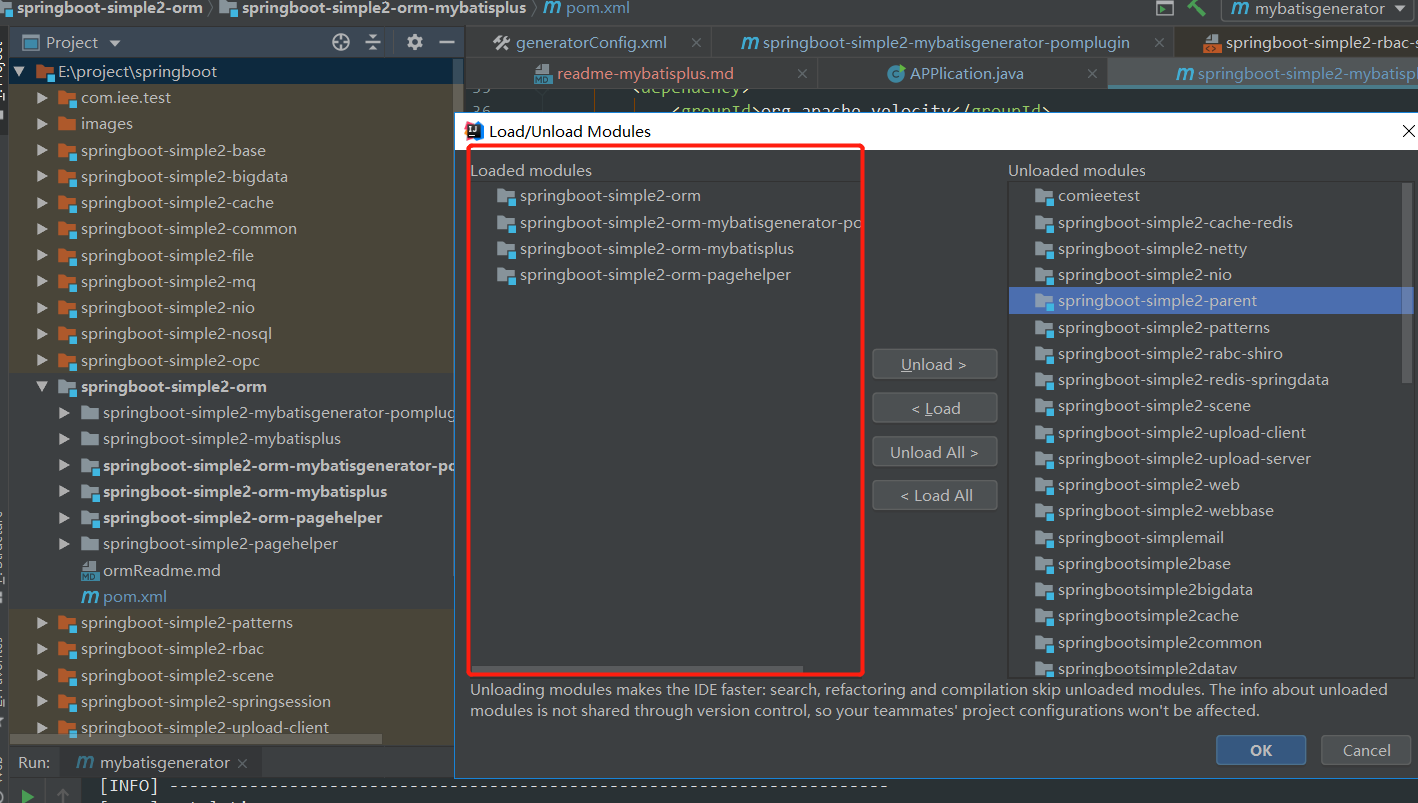 springboot-simple2-orm springboot-simple2-orm-mybatisplus pom.xml
mybatisgenerator
Project
generatorConfig.xml
springboot-simple2-mybatisgenerator-pomplugin
springboot-simple2-rbac-s
readme-mybatisplus.md
APPlication.java
springboot-simple2-mybatispl
E:\project\springboot
com.iee.test
images
springboot-simple2-base
springboot-simple2-bigdata
springboot-simple2-cache
springboot-simple2-common
springboot-simple2-file
springboot-simple2-mq
springboot-simple2-nio
springboot-simple2-nosql
springboot-simple2-opc
springboot-simple2-orm
springboot-simple2-mybatisgenerator-pomplug
springboot-simple2-mybatisplus
springboot-simple2-orm-mybatisgenerator-po
springboot-simple2-orm-mybatisplus
springboot-simple2-orm-pagehelper
springboot-simple2-pagehelper
ormReadme.md
pom.xml
springboot-simple2-patterns
springboot-simple2-rbac
springboot-simple2-scene
springboot-simple2-springsession
springboot-simple2-upload-client
<dependency>
36 <groupId>org.apache.velocity</groupId>
Load/Unload Modules
Loaded modules
springboot-simple2-orm
springboot-simple2-orm-mybatisgenerator-po
springboot-simple2-orm-mybatisplus
springboot-simple2-orm-pagehelper
Unload >
< Load
Unload All >
< Load All
Unloaded modules
comieetest
springboot-simple2-cache-redis
springboot-simple2-netty
springboot-simple2-nio
springboot-simple2-parent
springboot-simple2-patterns
springboot-simple2-rabc-shiro
springboot-simple2-redis-springdata
springboot-simple2-scene
springboot-simple2-upload-client
springboot-simple2-upload-server
springboot-simple2-web
springboot-simple2-webbase
springboot-simplemail
springbootsimple2base
springbootsimple2bigdata
springbootsimple2cache
springbootsimple2common
springbootsimple2datav
Unloading modules makes the IDE faster: search, refactoring and compilation skip unloaded modules. The info about unloaded
modules is not shared through version control, so your teammates' project configurations won't be affected.
OK
Cancel
Run: mybatisgenerator
[INFO] ------------------------------------------------------------------------